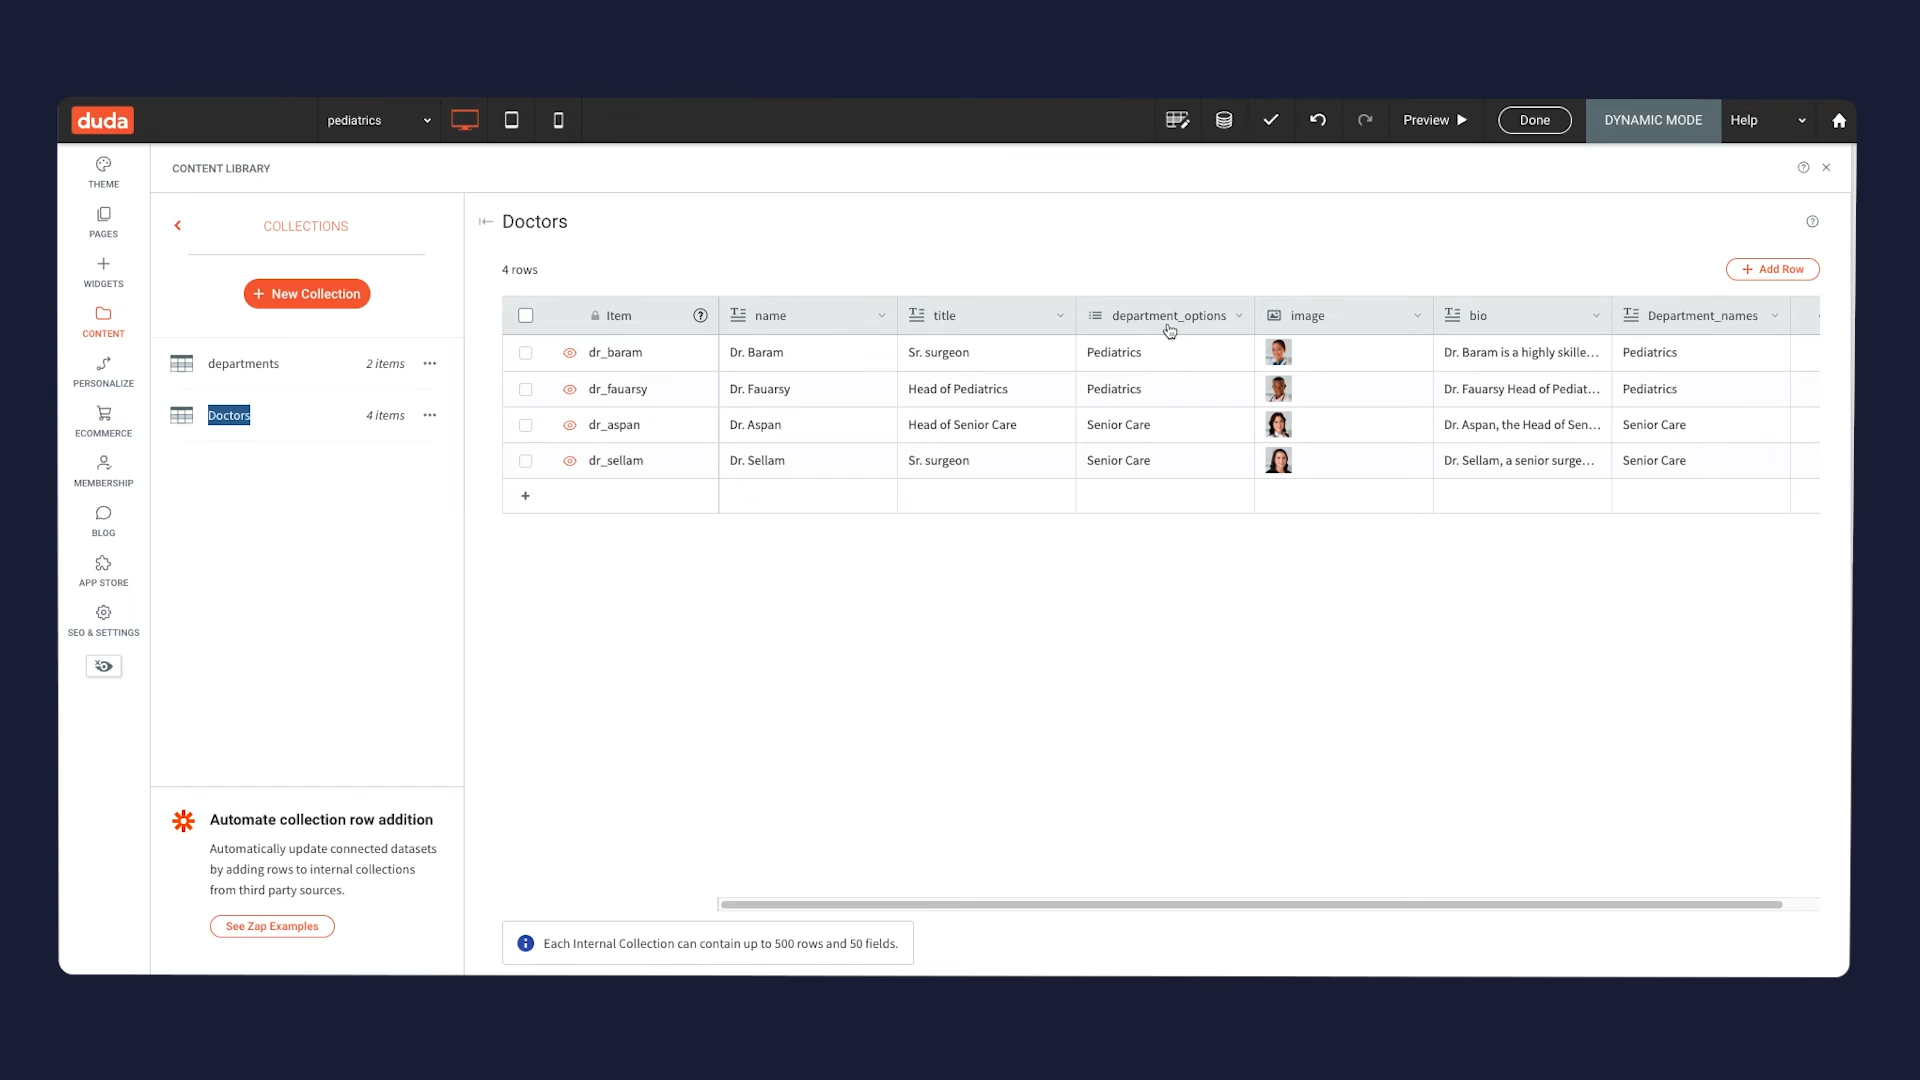 duda
pediatrics
Preview
Done
DYNAMIC MODE
Help
THEME
PAGES
WIDGETS
CONTENT
PERSONALIZE
ECOMMERCE
MEMBERSHIP
BLOG
APP STORE
SEO & SETTINGS
CONTENT LIBRARY
COLLECTIONS
+ New Collection
departments 2 items ...
Doctors 4 items ...
Automate collection row addition
Automatically update connected datasets
by adding rows to internal collections
from third party sources.
See Zap Examples
Doctors
4 rows
+ Add Row
Item name title department_options image bio Department_names
dr_baram Dr. Baram Sr. surgeon Pediatrics Dr. Baram is a highly skille... Pediatrics
dr_fauarsy Dr. Fauarsy Head of Pediatrics Pediatrics Dr. Fauarsy Head of Pediat... Pediatrics
dr_aspan Dr. Aspan Head of Senior Care Senior Care Dr. Aspan, the Head of Sen... Senior Care
dr_sellam Dr. Sellam Sr. surgeon Senior Care Dr. Sellam, a senior surge... Senior Care
+
Each Internal Collection can contain up to 500 rows and 50 fields.